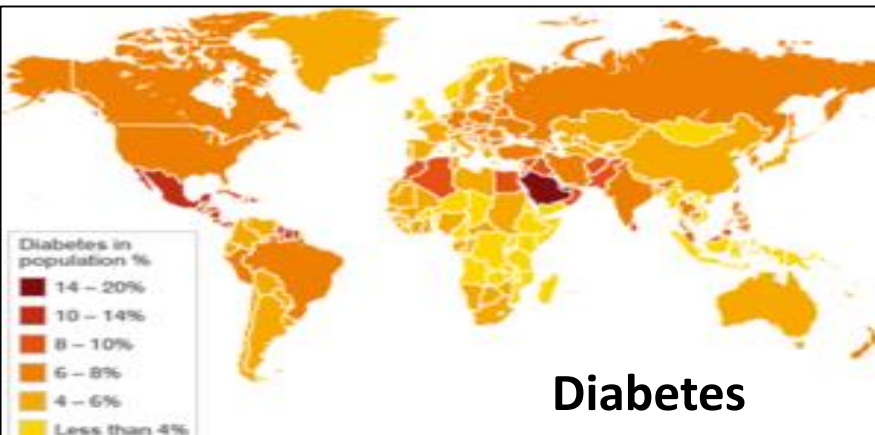 Diabetes in
population %
14 – 20%
10 – 14%
8 – 10%
6 – 8%
4 – 6%
Less than 4%
Diabetes